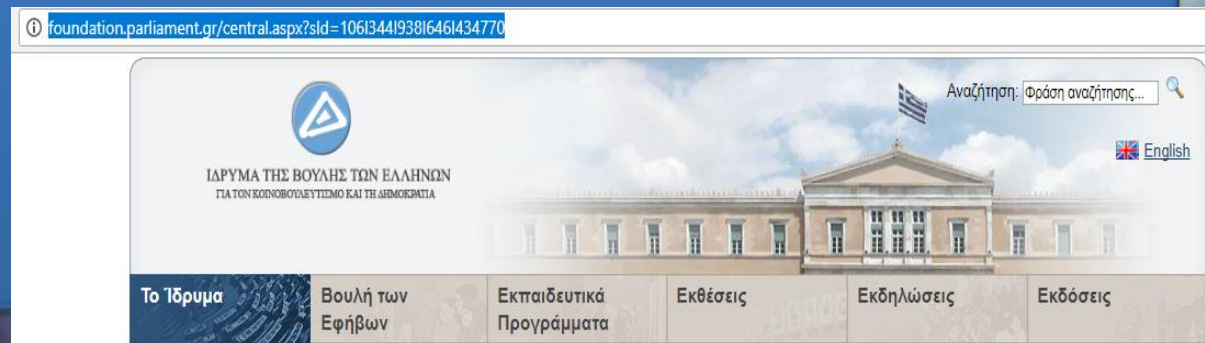 foundation.parliament.gr/central.aspx?sId=106I344I938I646I434770
Αναζήτηση: Φράση αναζήτησης...
English
ΙΔΡΥΜΑ ΤΗΣ ΒΟΥΛΗΣ ΤΩΝ ΕΛΛΗΝΩΝ
ΓΙΑ ΤΟΝ ΚΟΙΝΟΒΟΥΛΕΥΤΙΣΜΟ ΚΑΙ ΤΗ ΔΗΜΟΚΡΑΤΙΑ
Το Ίδρυμα
Βουλή των
Εφήβων
Εκπαιδευτικά
Προγράμματα
Εκθέσεις
Εκδηλώσεις
Εκδόσεις